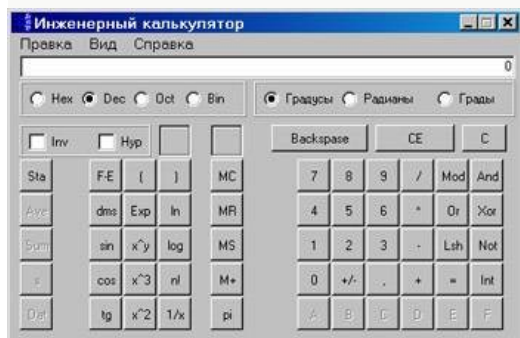 Инженерный калькулятор
Правка Вид Справка
0
Hex Dec Oct Bin Градусы Радианы Грады
Inv Hyp Backspase CE C
Sta F-E ( ) MC 7 8 9 / Mod And
Ave dms Exp ln MR 4 5 6 * Or Xor
Sum sin x^y log MS 1 2 3 - Lsh Not
s cos x^3 n! M+ 0 +/- . + = Int
Dat tg x^2 1/x pi A B C D E F